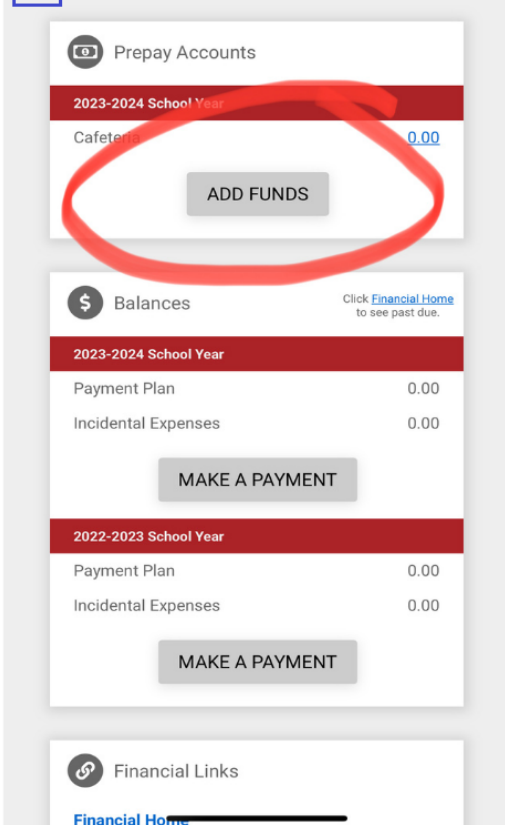 Prepay Accounts
2023-2024 School Year
Cafeteria 0.00
ADD FUNDS
$ Balances
Click Financial Home
to see past due.
2023-2024 School Year
Payment Plan 0.00
Incidental Expenses 0.00
MAKE A PAYMENT
2022-2023 School Year
Payment Plan 0.00
Incidental Expenses 0.00
MAKE A PAYMENT
Financial Links
Financial Home